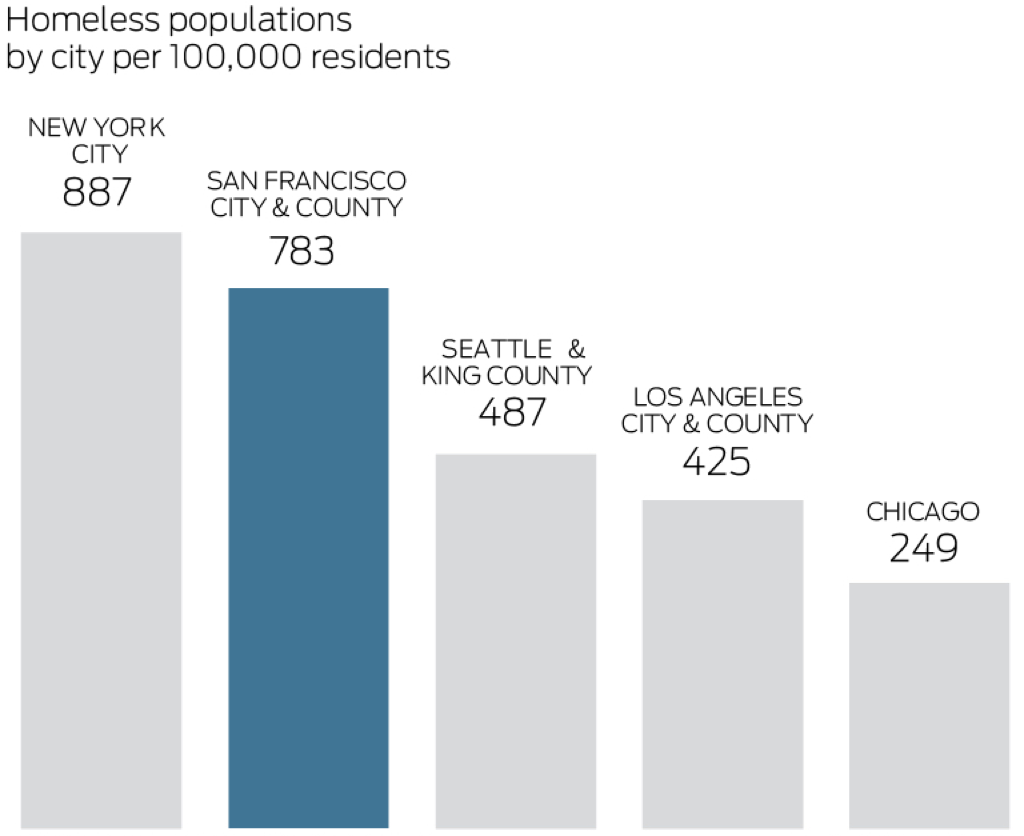 Homeless populations
by city per 100,000 residents
NEW YORK
CITY
887
SAN FRANCISCO
CITY & COUNTY
783
SEATTLE &
KING COUNTY
487
LOS ANGELES
CITY & COUNTY
425
CHICAGO
249